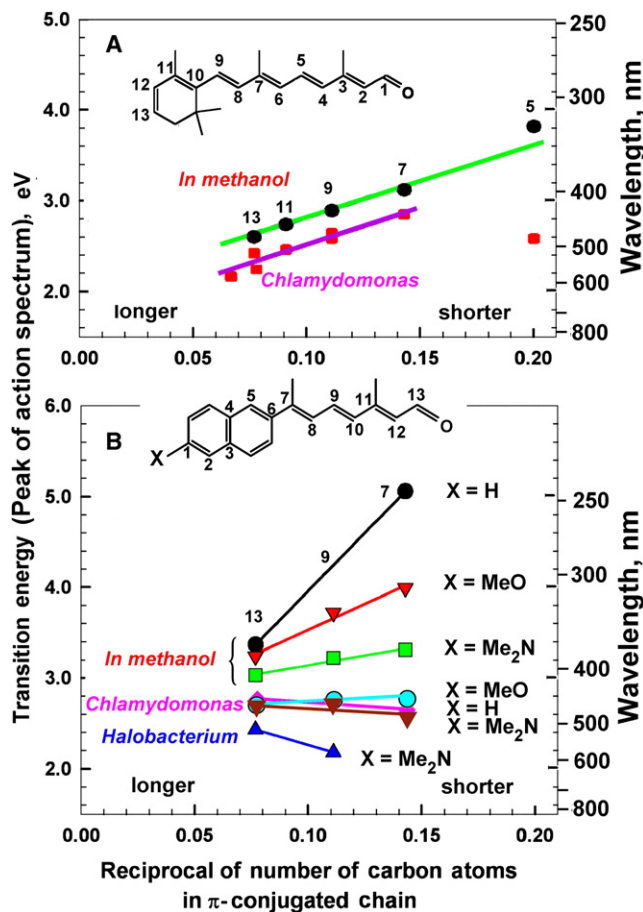 Transition energy (Peak of action spectrum), eV
A
5.0
4.0
3.0
2.0
250
300
400
500
600
800
Wavelength, nm
11
10
9
8
7
6
5
4
3
2
1
O
12
13
In methanol
13
11
9
7
5
Chlamydomonas
longer
shorter
0.00
0.05
0.10
0.15
0.20
B
6.0
5.0
4.0
3.0
2.0
250
300
400
500
600
800
Wavelength, nm
X
1
2
3
4
5
6
7
8
9
10
11
12
13
O
7
X = H
9
X = MeO
13
In methanol
X = Me₂N
Chlamydomonas
X = MeO
X = H
X = Me₂N
Halobacterium
X = Me₂N
longer
shorter
0.00
0.05
0.10
0.15
0.20
Reciprocal of number of carbon atoms
in π-conjugated chain